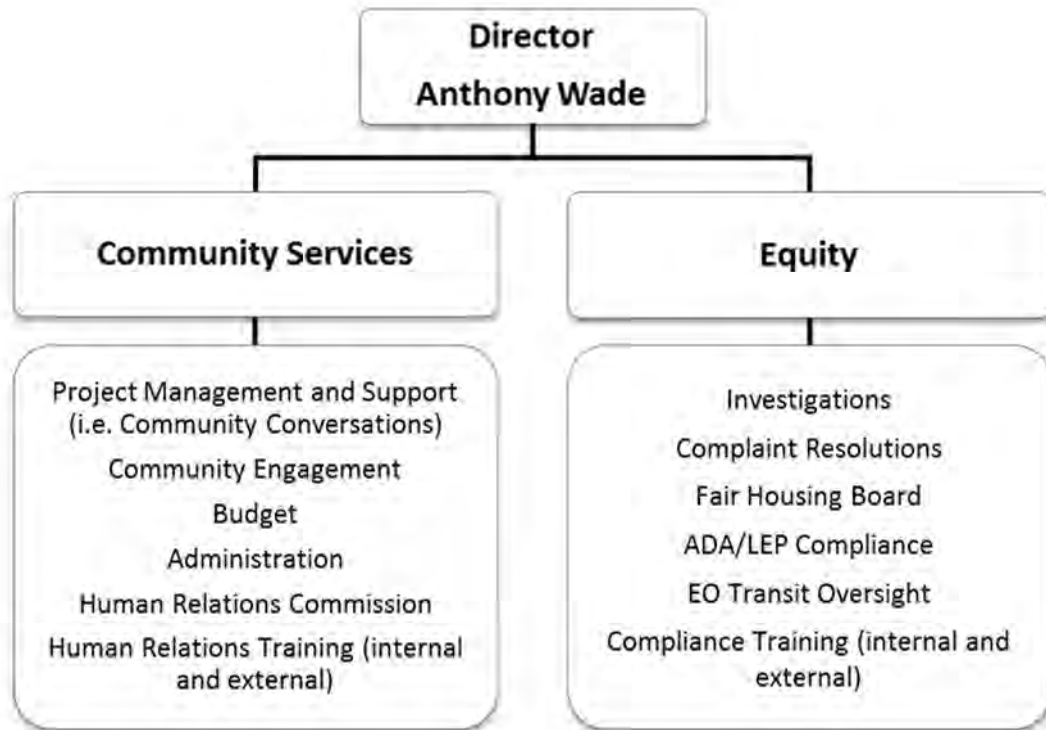 Director
Anthony Wade
Community Services
Project Management and Support
(i.e. Community Conversations)
Community Engagement
Budget
Administration
Human Relations Commission
Human Relations Training (internal
and external)
Equity
Investigations
Complaint Resolutions
Fair Housing Board
ADA/LEP Compliance
EO Transit Oversight
Compliance Training (internal and
external)